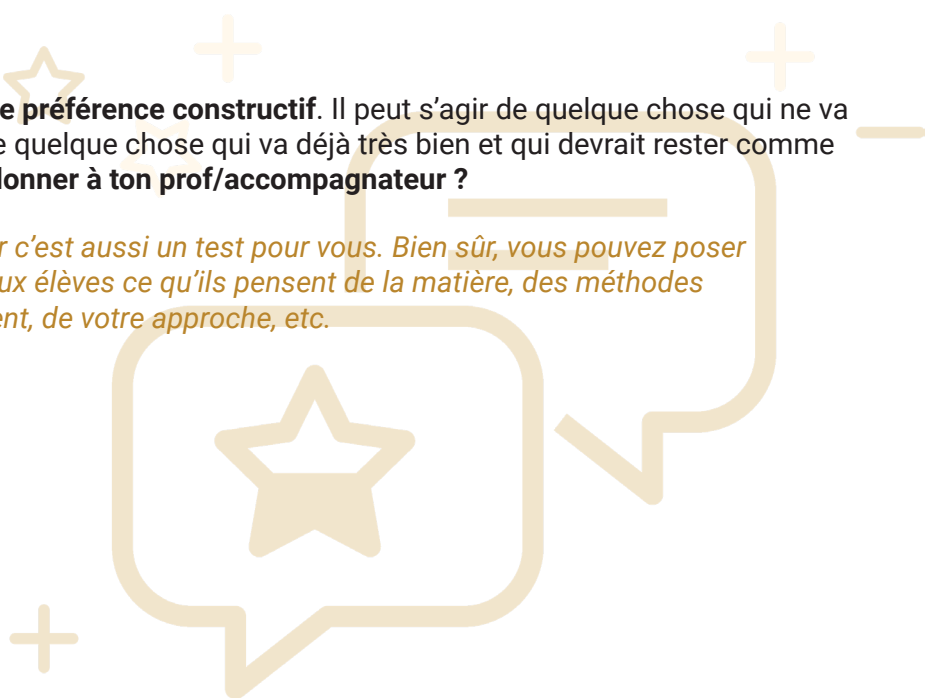 e préférence constructif. Il peut s’agir de quelque chose qui ne va
e quelque chose qui va déjà très bien et qui devrait rester comme
donner à ton prof/accompagnateur ?
r c’est aussi un test pour vous. Bien sûr, vous pouvez poser
ux élèves ce qu’ils pensent de la matière, des méthodes
ent, de votre approche, etc.